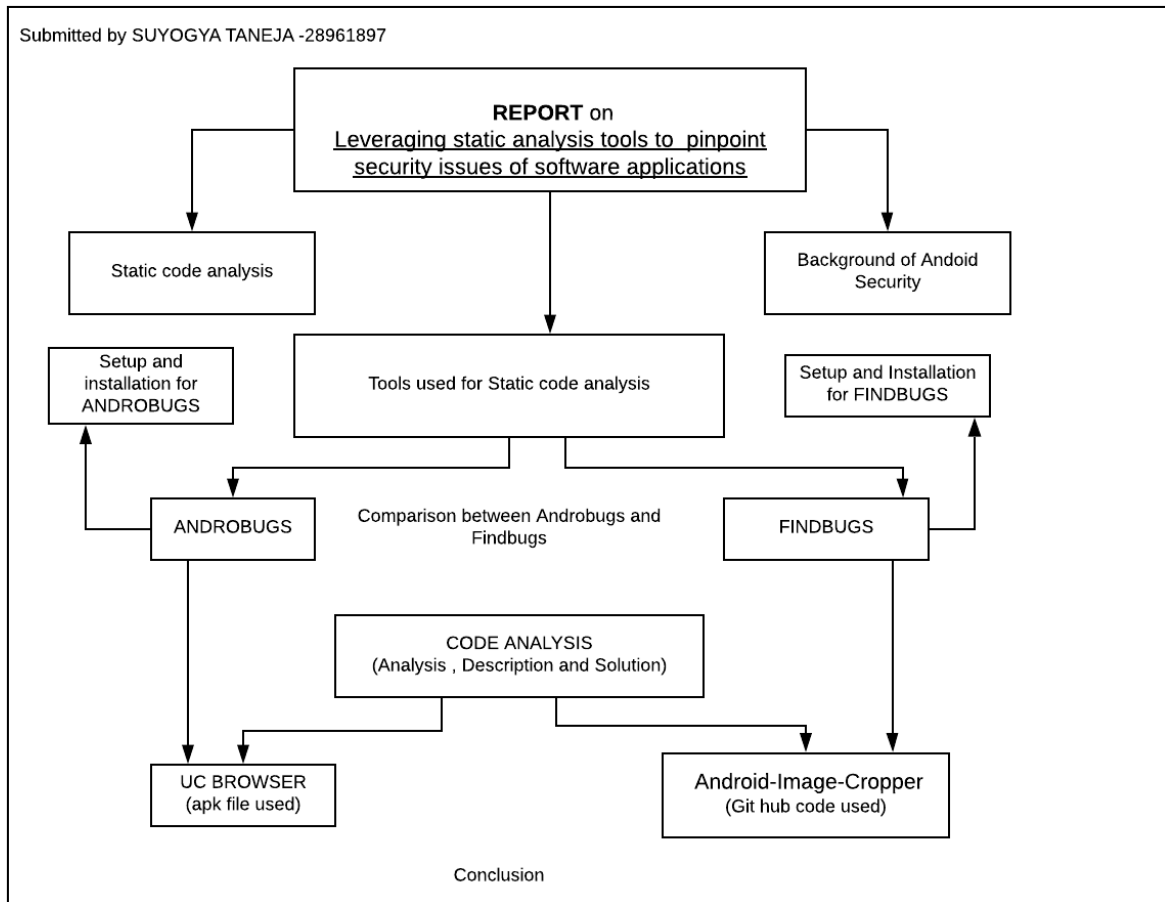 Submitted by SUYOGYA TANEJA -28961897
REPORT on
Leveraging static analysis tools to pinpoint
security issues of software applications
Static code analysis
Background of Andoid
Security
Setup and
installation for
ANDROBUGS
Tools used for Static code analysis
Setup and Installation
for FINDBUGS
ANDROBUGS
Comparison between Androbugs and
Findbugs
FINDBUGS
CODE ANALYSIS
(Analysis , Description and Solution)
UC BROWSER
(apk file used)
Android-Image-Cropper
(Git hub code used)
Conclusion